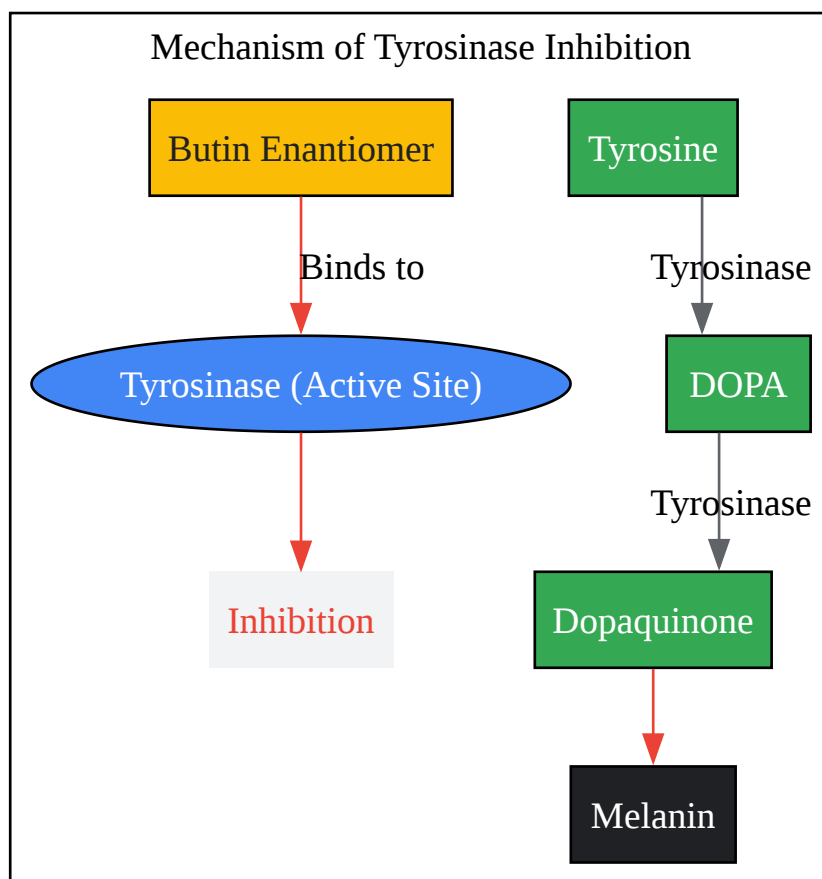 Mechanism of Tyrosinase Inhibition
Butin Enantiomer
Tyrosine
Binds to
Tyrosinase
Tyrosinase (Active Site)
DOPA
Tyrosinase
Inhibition
Dopaquinone
Melanin